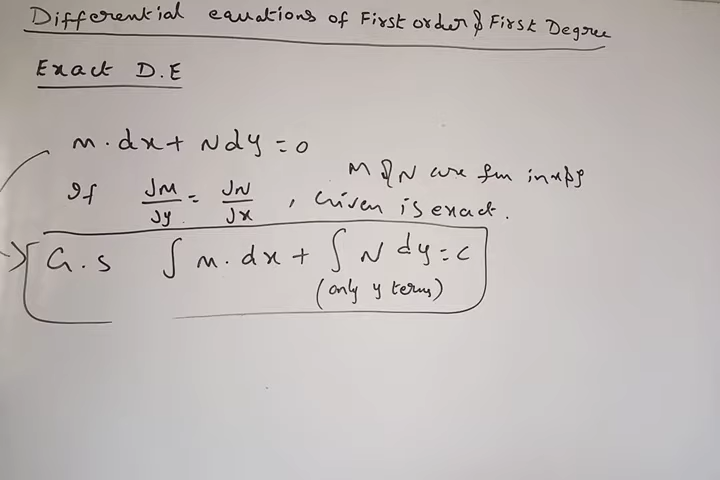 Differential equations of First order & First Degree
Exact D.E
M. dx + N dy = 0
M & N are fun in x & y
If ∂M/∂y = ∂N/∂x , Given is exact.
G.S ∫ M. dx + ∫ N dy = c
(only y terms)